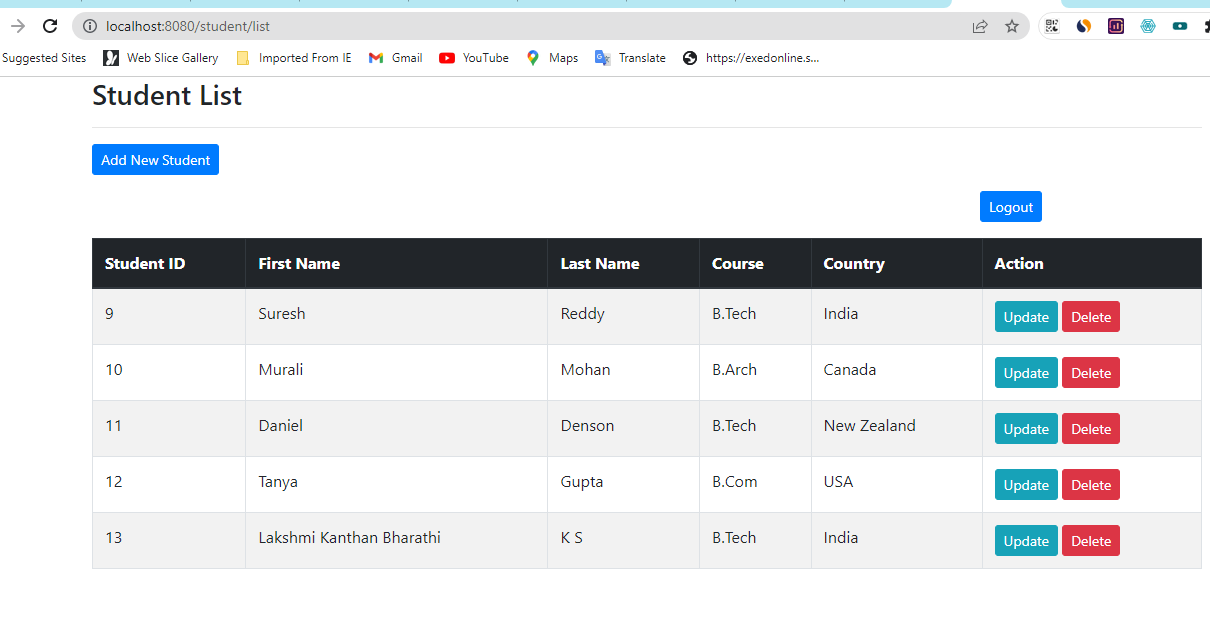 localhost:8080/student/list
Suggested Sites Web Slice Gallery Imported From IE Gmail YouTube Maps Translate https://exedonline.s...
Student List
Add New Student
Logout
Student ID First Name Last Name Course Country Action
9 Suresh Reddy B.Tech India Update Delete
10 Murali Mohan B.Arch Canada Update Delete
11 Daniel Denson B.Tech New Zealand Update Delete
12 Tanya Gupta B.Com USA Update Delete
13 Lakshmi Kanthan Bharathi K S B.Tech India Update Delete